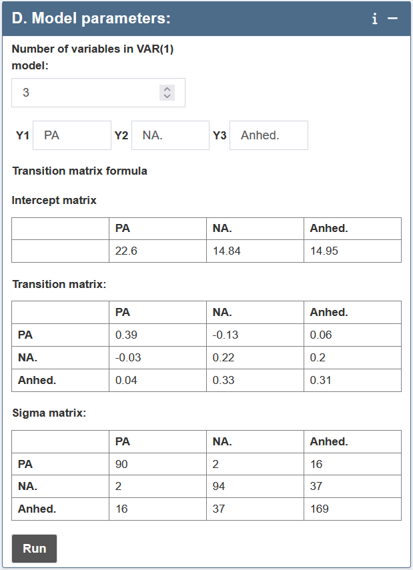 D. Model parameters:
Number of variables in VAR(1)
model:
3
Y1 PA Y2 NA. Y3 Anhed.
Transition matrix formula
Intercept matrix
PA NA. Anhed.
22.6 14.84 14.95
Transition matrix:
PA NA. Anhed.
PA 0.39 -0.13 0.06
NA. -0.03 0.22 0.2
Anhed. 0.04 0.33 0.31
Sigma matrix:
PA NA. Anhed.
PA 90 2 16
NA. 2 94 37
Anhed. 16 37 169
Run